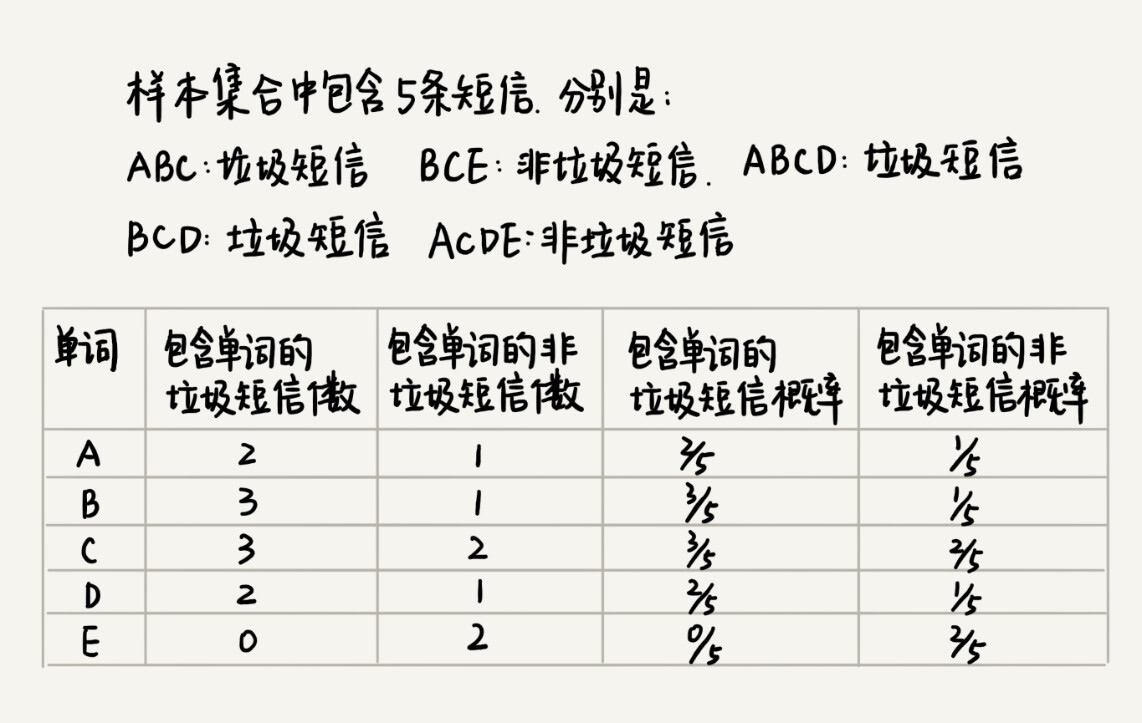 样本集合中包含5条短信.分别是:
ABC:垃圾短信 BCE:非垃圾短信. ABCD:垃圾短信
BCD:垃圾短信 ACDE:非垃圾短信
单词 包含单词的垃圾短信个数 包含单词的非垃圾短信个数 包含单词的垃圾短信概率 包含单词的非垃圾短信概率
A 2 1 2/5 1/5
B 3 1 3/5 1/5
C 3 2 3/5 2/5
D 2 1 2/5 1/5
E 0 2 0/5 2/5